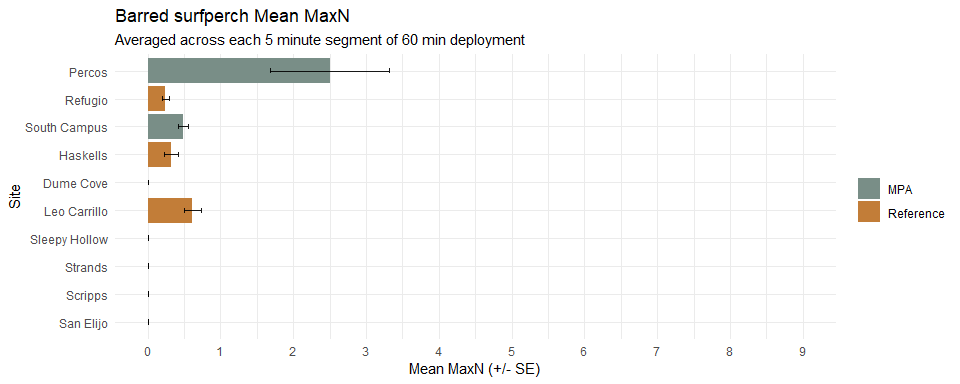 Barred surfperch Mean MaxN
Averaged across each 5 minute segment of 60 min deployment
Site
Percos
Refugio
South Campus
Haskells
Dume Cove
Leo Carrillo
Sleepy Hollow
Strands
Scripps
San Elijo
0 1 2 3 4 5 6 7 8 9
Mean MaxN (+/- SE)
MPA
Reference